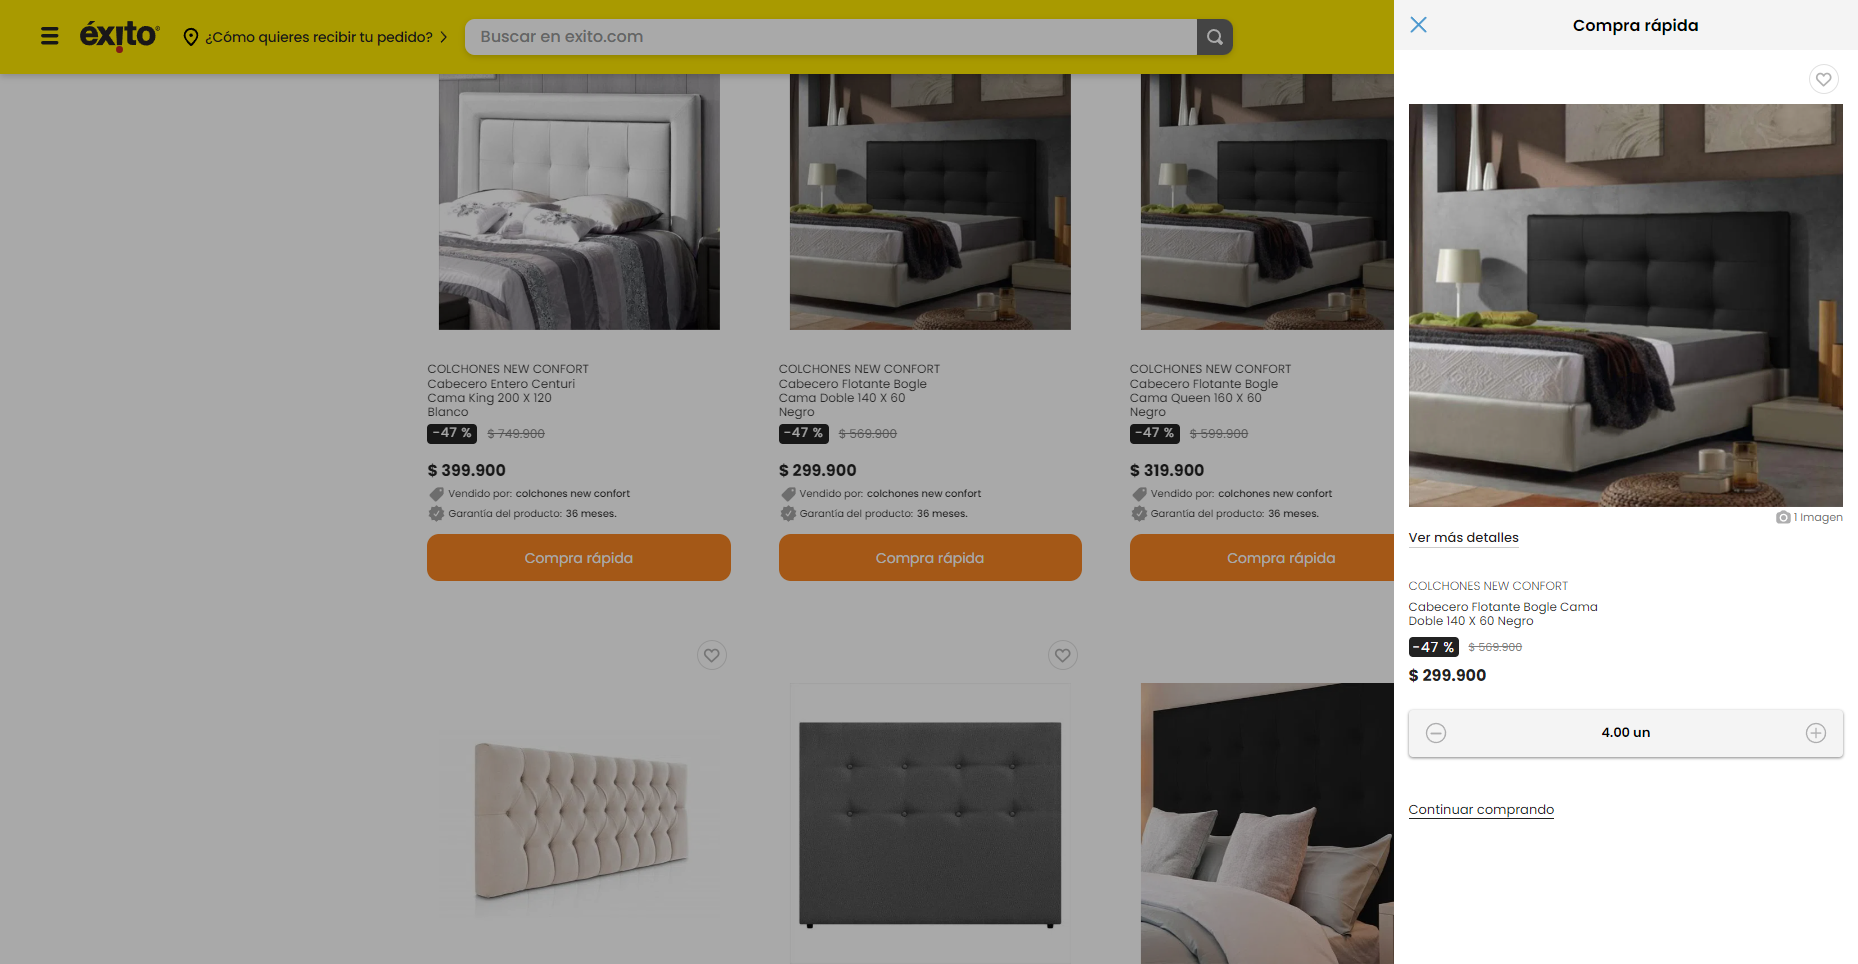 éxito
¿Cómo quieres recibir tu pedido?
Buscar en exito.com
COLCHONES NEW CONFORT
Cabecero Entero Centuri
Cama King 200 X 120
Blanco
-47 % $ 749.900
$ 399.900
Vendido por: colchones new confort
Garantía del producto: 36 meses.
Compra rápida
COLCHONES NEW CONFORT
Cabecero Flotante Bogle
Cama Doble 140 X 60
Negro
-47 % $ 569.900
$ 299.900
Vendido por: colchones new confort
Garantía del producto: 36 meses.
Compra rápida
COLCHONES NEW CONFORT
Cabecero Flotante Bogle
Cama Queen 160 X 60
Negro
-47 % $ 599.900
$ 319.900
Vendido por: colchones new confort
Garantía del producto: 36 meses.
Compra rápida
Compra rápida
1 Imagen
Ver más detalles
COLCHONES NEW CONFORT
Cabecero Flotante Bogle Cama
Doble 140 X 60 Negro
-47 % $ 569.900
$ 299.900
4.00 un
Continuar comprando